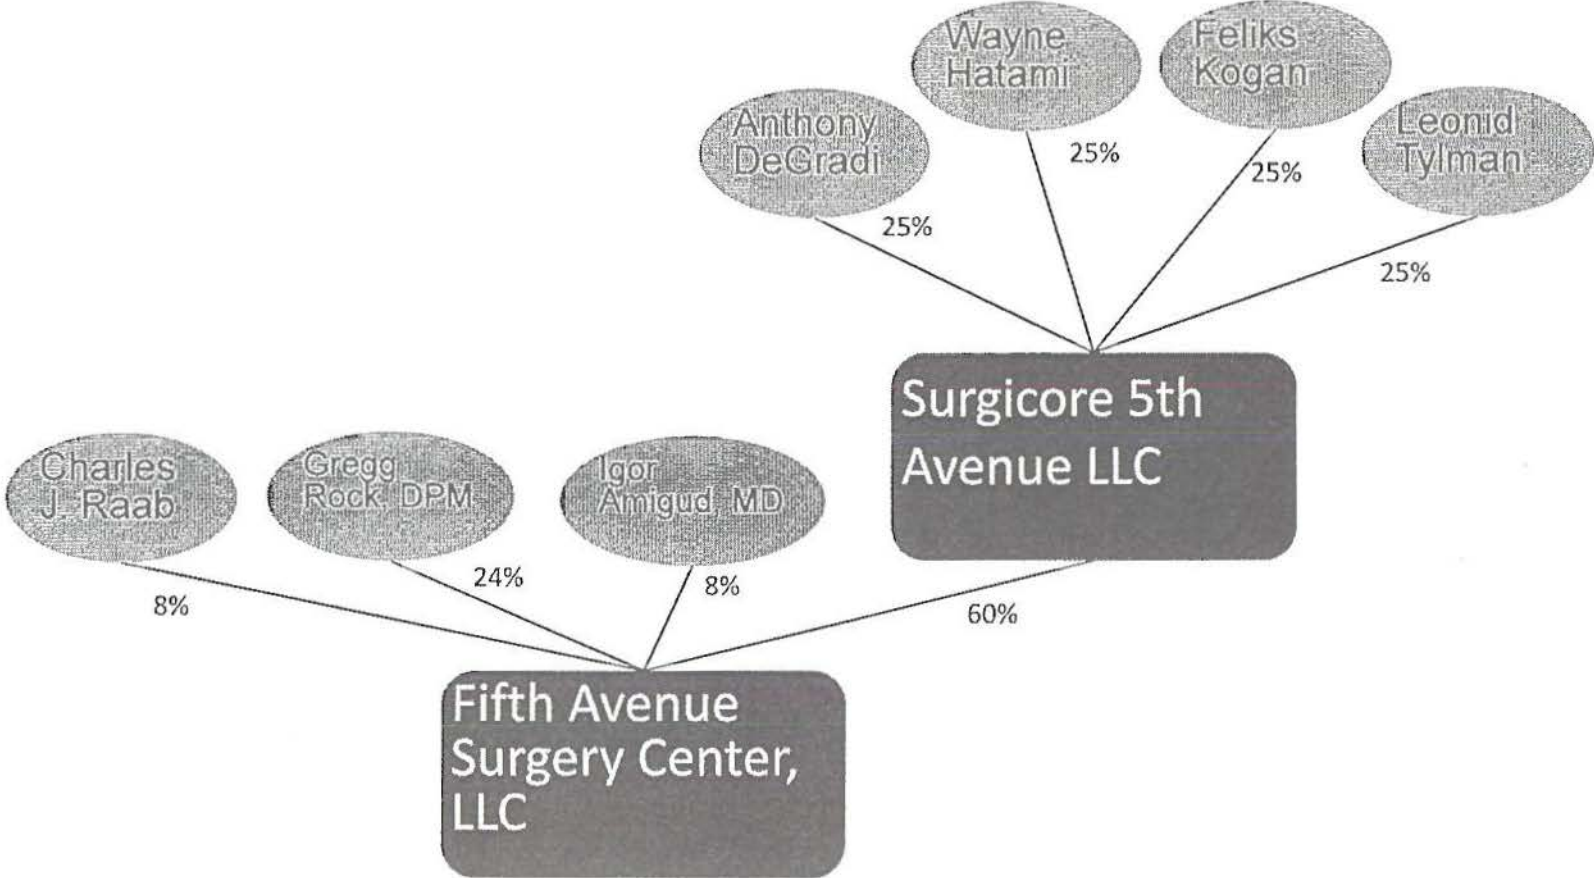 Wayne
Hatami
Feliks
Kogan
Anthony
DeGradi
Leonid
Tylman
25%
25%
25%
25%
Surgicore 5th
Avenue LLC
Charles
J. Raab
Gregg
Rock, DPM
Igor
Amigud, MD
8%
24%
8%
60%
Fifth Avenue
Surgery Center,
LLC